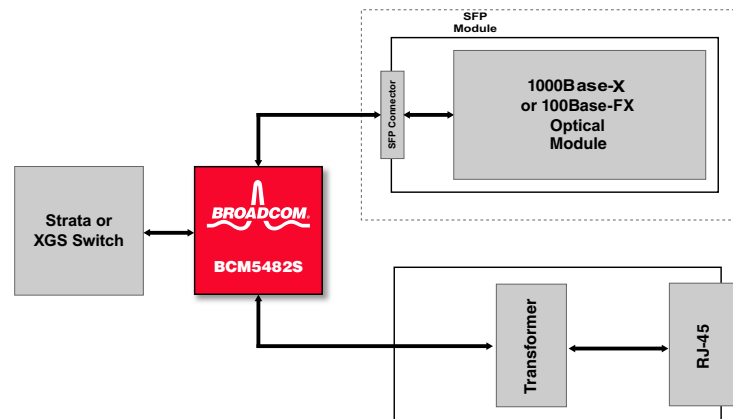 SFP
Module
SFP Connector
1000Base-X
or 100Base-FX
Optical
Module
Strata or
XGS Switch
BROADCOM®
BCM5482S
Transformer
RJ-45